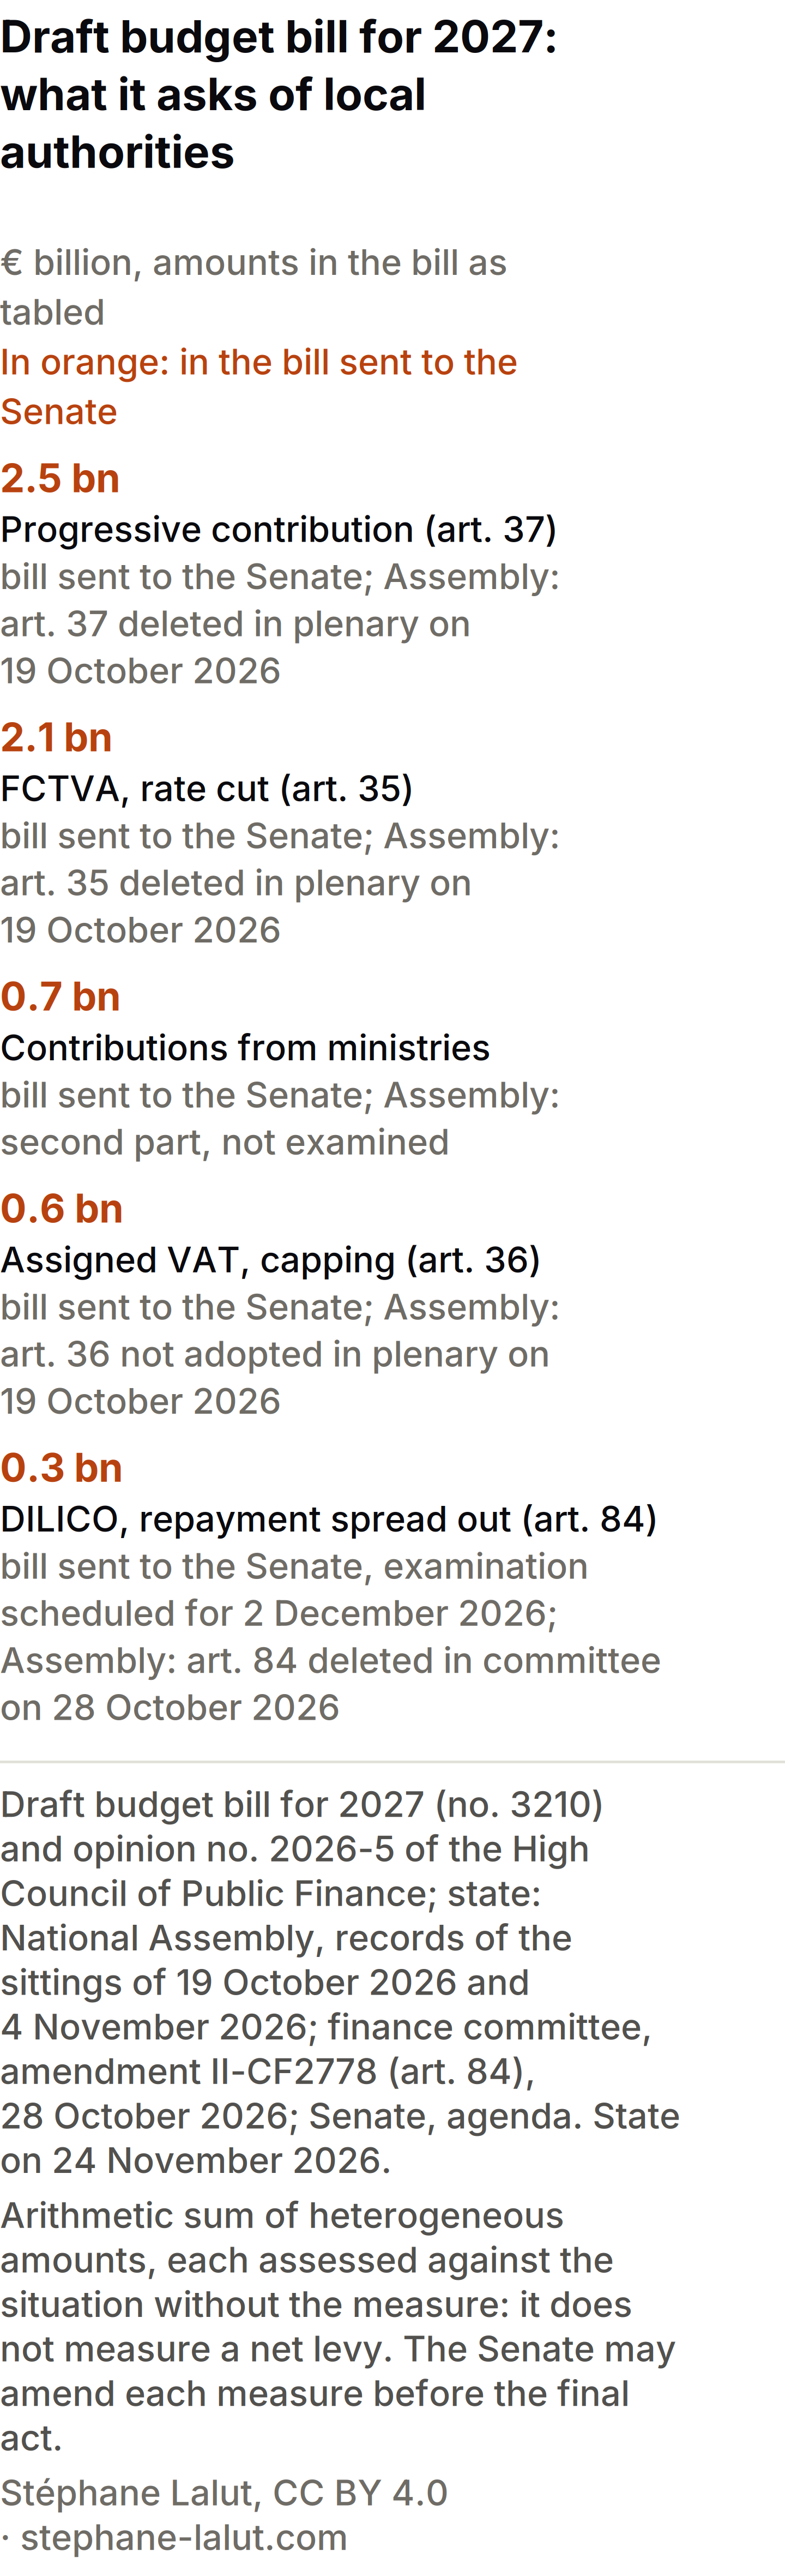 Draft budget bill for 2027:
what it asks of local
authorities
€ billion, amounts in the bill as
tabled
In orange: in the bill sent to the
Senate
2.5 bn
Progressive contribution (art. 37)
bill sent to the Senate; Assembly:
art. 37 deleted in plenary on
19 October 2026
2.1 bn
FCTVA, rate cut (art. 35)
bill sent to the Senate; Assembly:
art. 35 deleted in plenary on
19 October 2026
0.7 bn
Contributions from ministries
bill sent to the Senate; Assembly:
second part, not examined
0.6 bn
Assigned VAT, capping (art. 36)
bill sent to the Senate; Assembly:
art. 36 not adopted in plenary on
19 October 2026
0.3 bn
DILICO, repayment spread out (art. 84)
bill sent to the Senate, examination
scheduled for 2 December 2026;
Assembly: art. 84 deleted in committee
on 28 October 2026
Draft budget bill for 2027 (no. 3210)
and opinion no. 2026-5 of the High
Council of Public Finance; state:
National Assembly, records of the
sittings of 19 October 2026 and
4 November 2026; finance committee,
amendment II-CF2778 (art. 84),
28 October 2026; Senate, agenda. State
on 24 November 2026.
Arithmetic sum of heterogeneous
amounts, each assessed against the
situation without the measure: it does
not measure a net levy. The Senate may
amend each measure before the final
act.
Stéphane Lalut, CC BY 4.0
· stephane-lalut.com